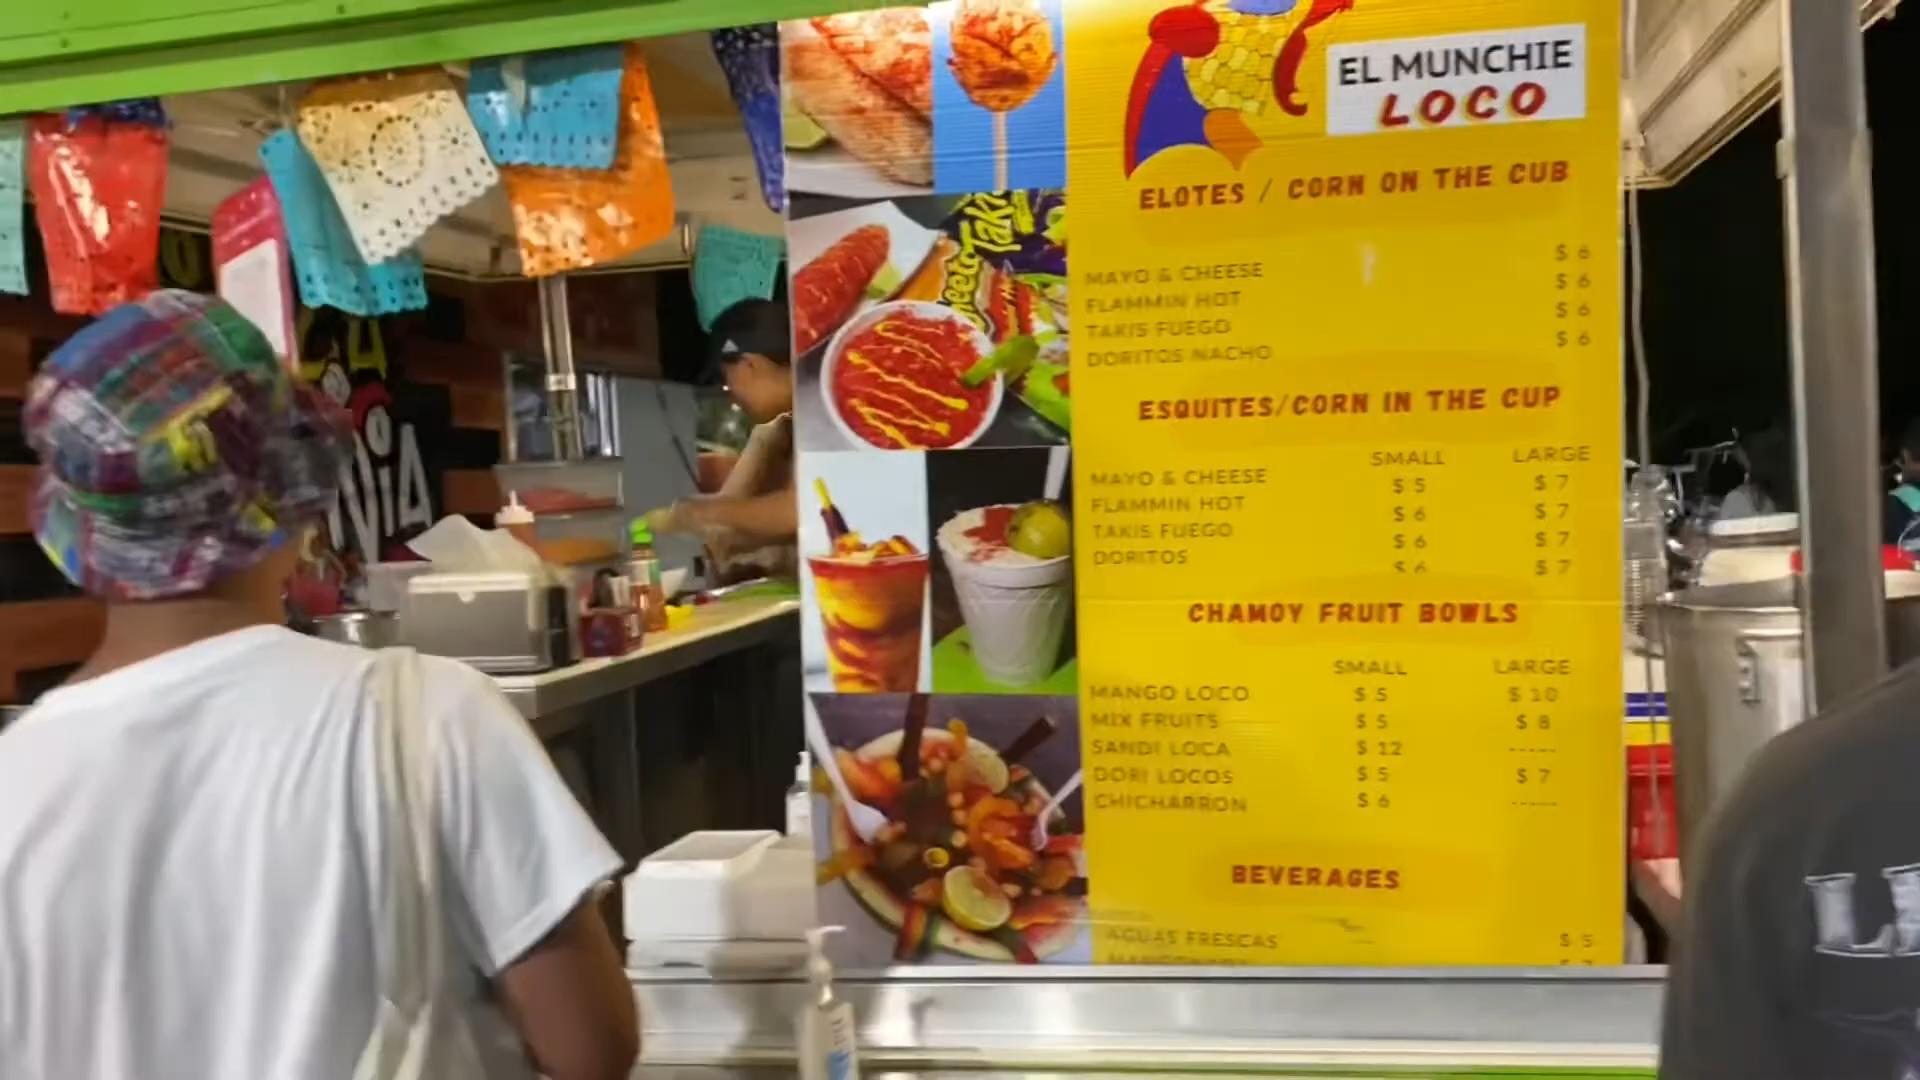 EL MUNCHIE
LOCO
ELOTES / CORN ON THE CUB
MAYO & CHEESE $ 6
FLAMMIN HOT $ 6
TAKIS FUEGO $ 6
DORITOS NACHO $ 6
ESQUITES/CORN IN THE CUP
SMALL LARGE
MAYO & CHEESE $ 5 $ 7
FLAMMIN HOT $ 6 $ 7
TAKIS FUEGO $ 6 $ 7
DORITOS $ 6 $ 7
CHAMOY FRUIT BOWLS
SMALL LARGE
MANGO LOCO $ 5 $ 10
MIX FRUITS $ 5 $ 8
SANDI LOCA $ 12 -----
DORI LOCOS $ 5 $ 7
CHICHARRON $ 6 -----
BEVERAGES
AGUAS FRESCAS $ 5